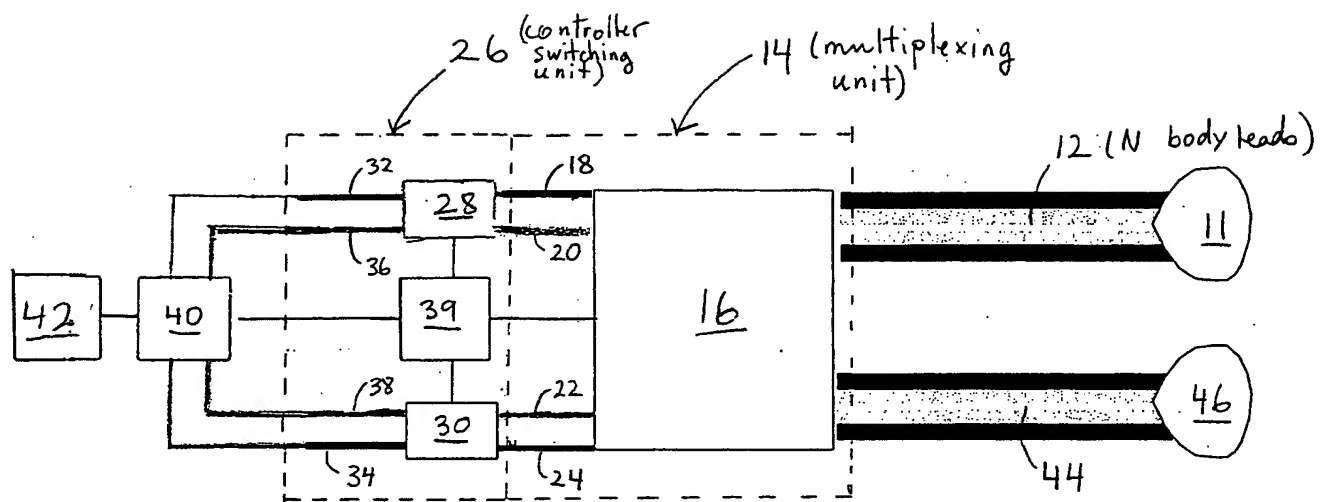 26 (controller
switching
unit)
14 (multiplexing
unit)
12 (N body leads)
32
18
28
36
20
11
42
40
39
16
38
22
30
34
24
46
44